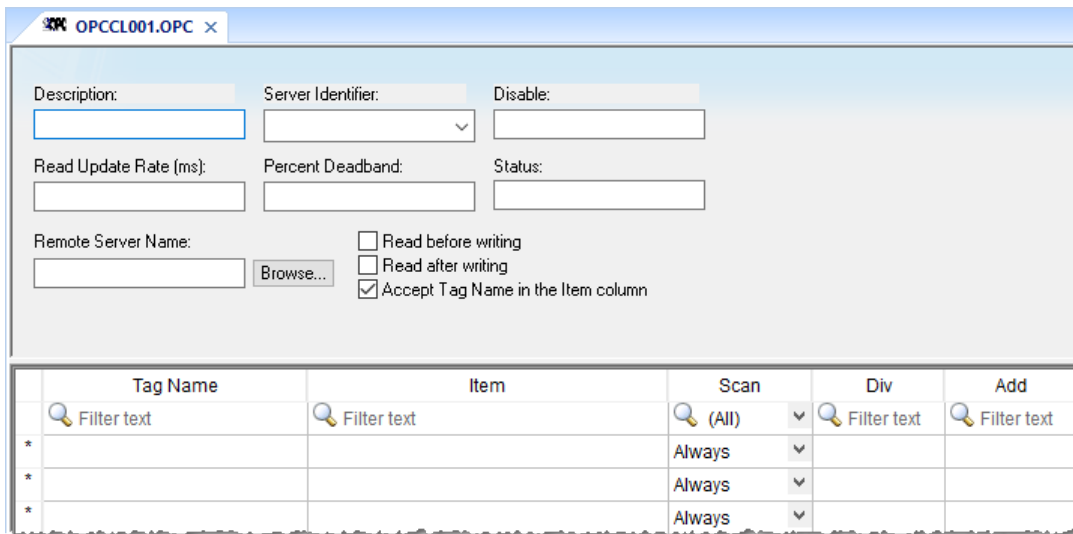 OPC OPCCL001.OPC ×
Description: Server Identifier: Disable:
Read Update Rate (ms): Percent Deadband: Status:
Remote Server Name:
Browse...
Read before writing
Read after writing
Accept Tag Name in the Item column
Tag Name Item Scan Div Add
Filter text Filter text (All) Filter text Filter text
* Always
* Always
* Always